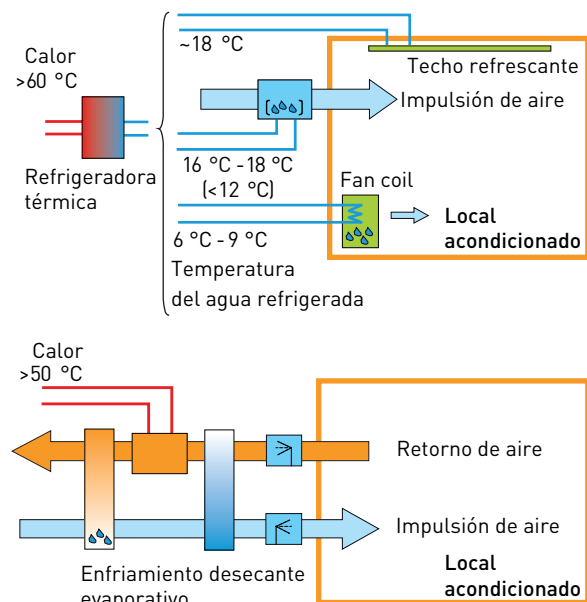 Calor
>60 °C
Refrigeradora
térmica
~18 °C
Techo refrescante
Impulsión de aire
16 °C -18 °C
(<12 °C)
Fan coil
6 °C - 9 °C
Local
acondicionado
Temperatura
del agua refrigerada
Calor
>50 °C
Retorno de aire
Impulsión de aire
Local
acondicionado
Enfriamiento desecante
evaporativo